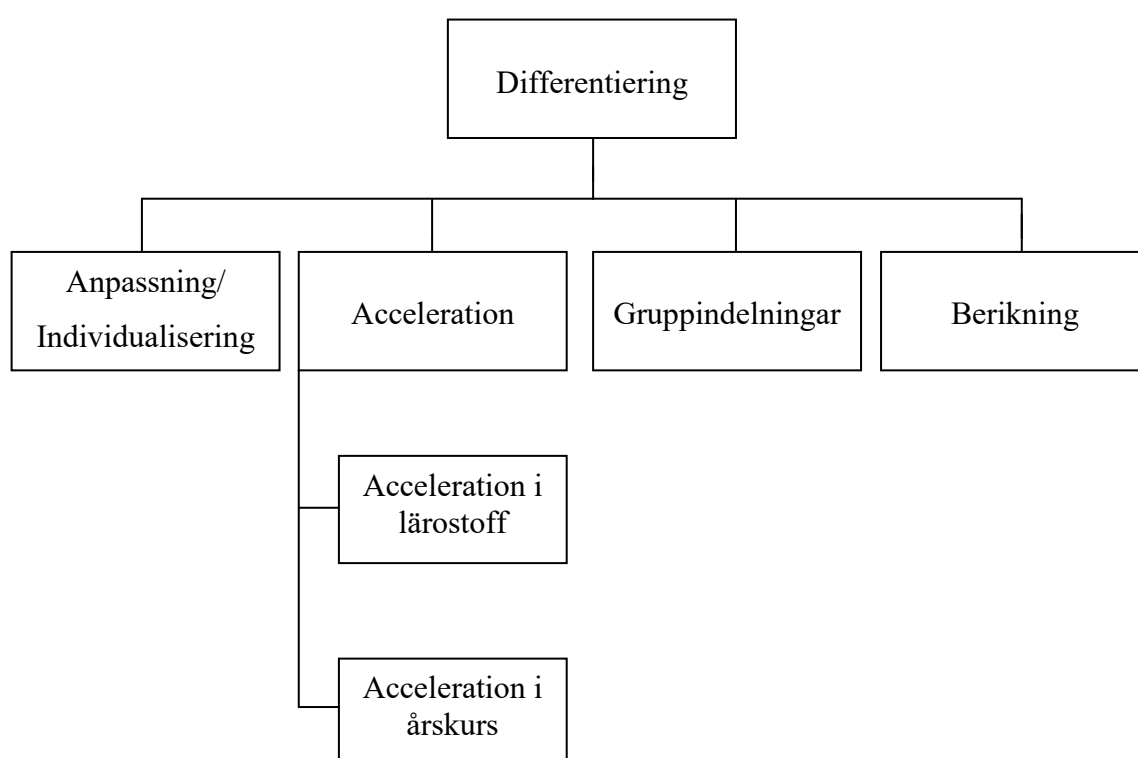 Differentiering
Anpassning/
Individualisering
Acceleration
Gruppindelningar
Berikning
Acceleration i
lärostoff
Acceleration i
årskurs